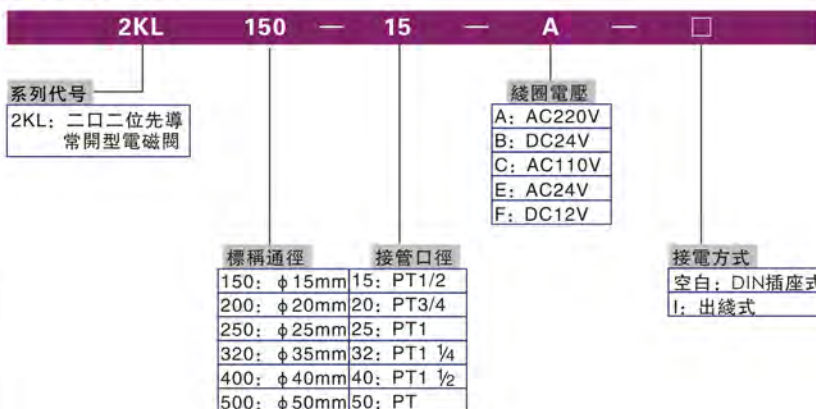 2KL 150 — 15 — A — □
系列代号
2KL：二口二位先導
常開型電磁閥
綫圈電壓
A：AC220V
B：DC24V
C：AC110V
E：AC24V
F：DC12V
標稱通徑
150：φ15mm
200：φ20mm
250：φ25mm
320：φ35mm
400：φ40mm
500：φ50mm
接管口徑
15：PT1/2
20：PT3/4
25：PT1
32：PT1 1/4
40：PT1 1/2
50：PT
接電方式
空白：DIN插座式
I：出綫式